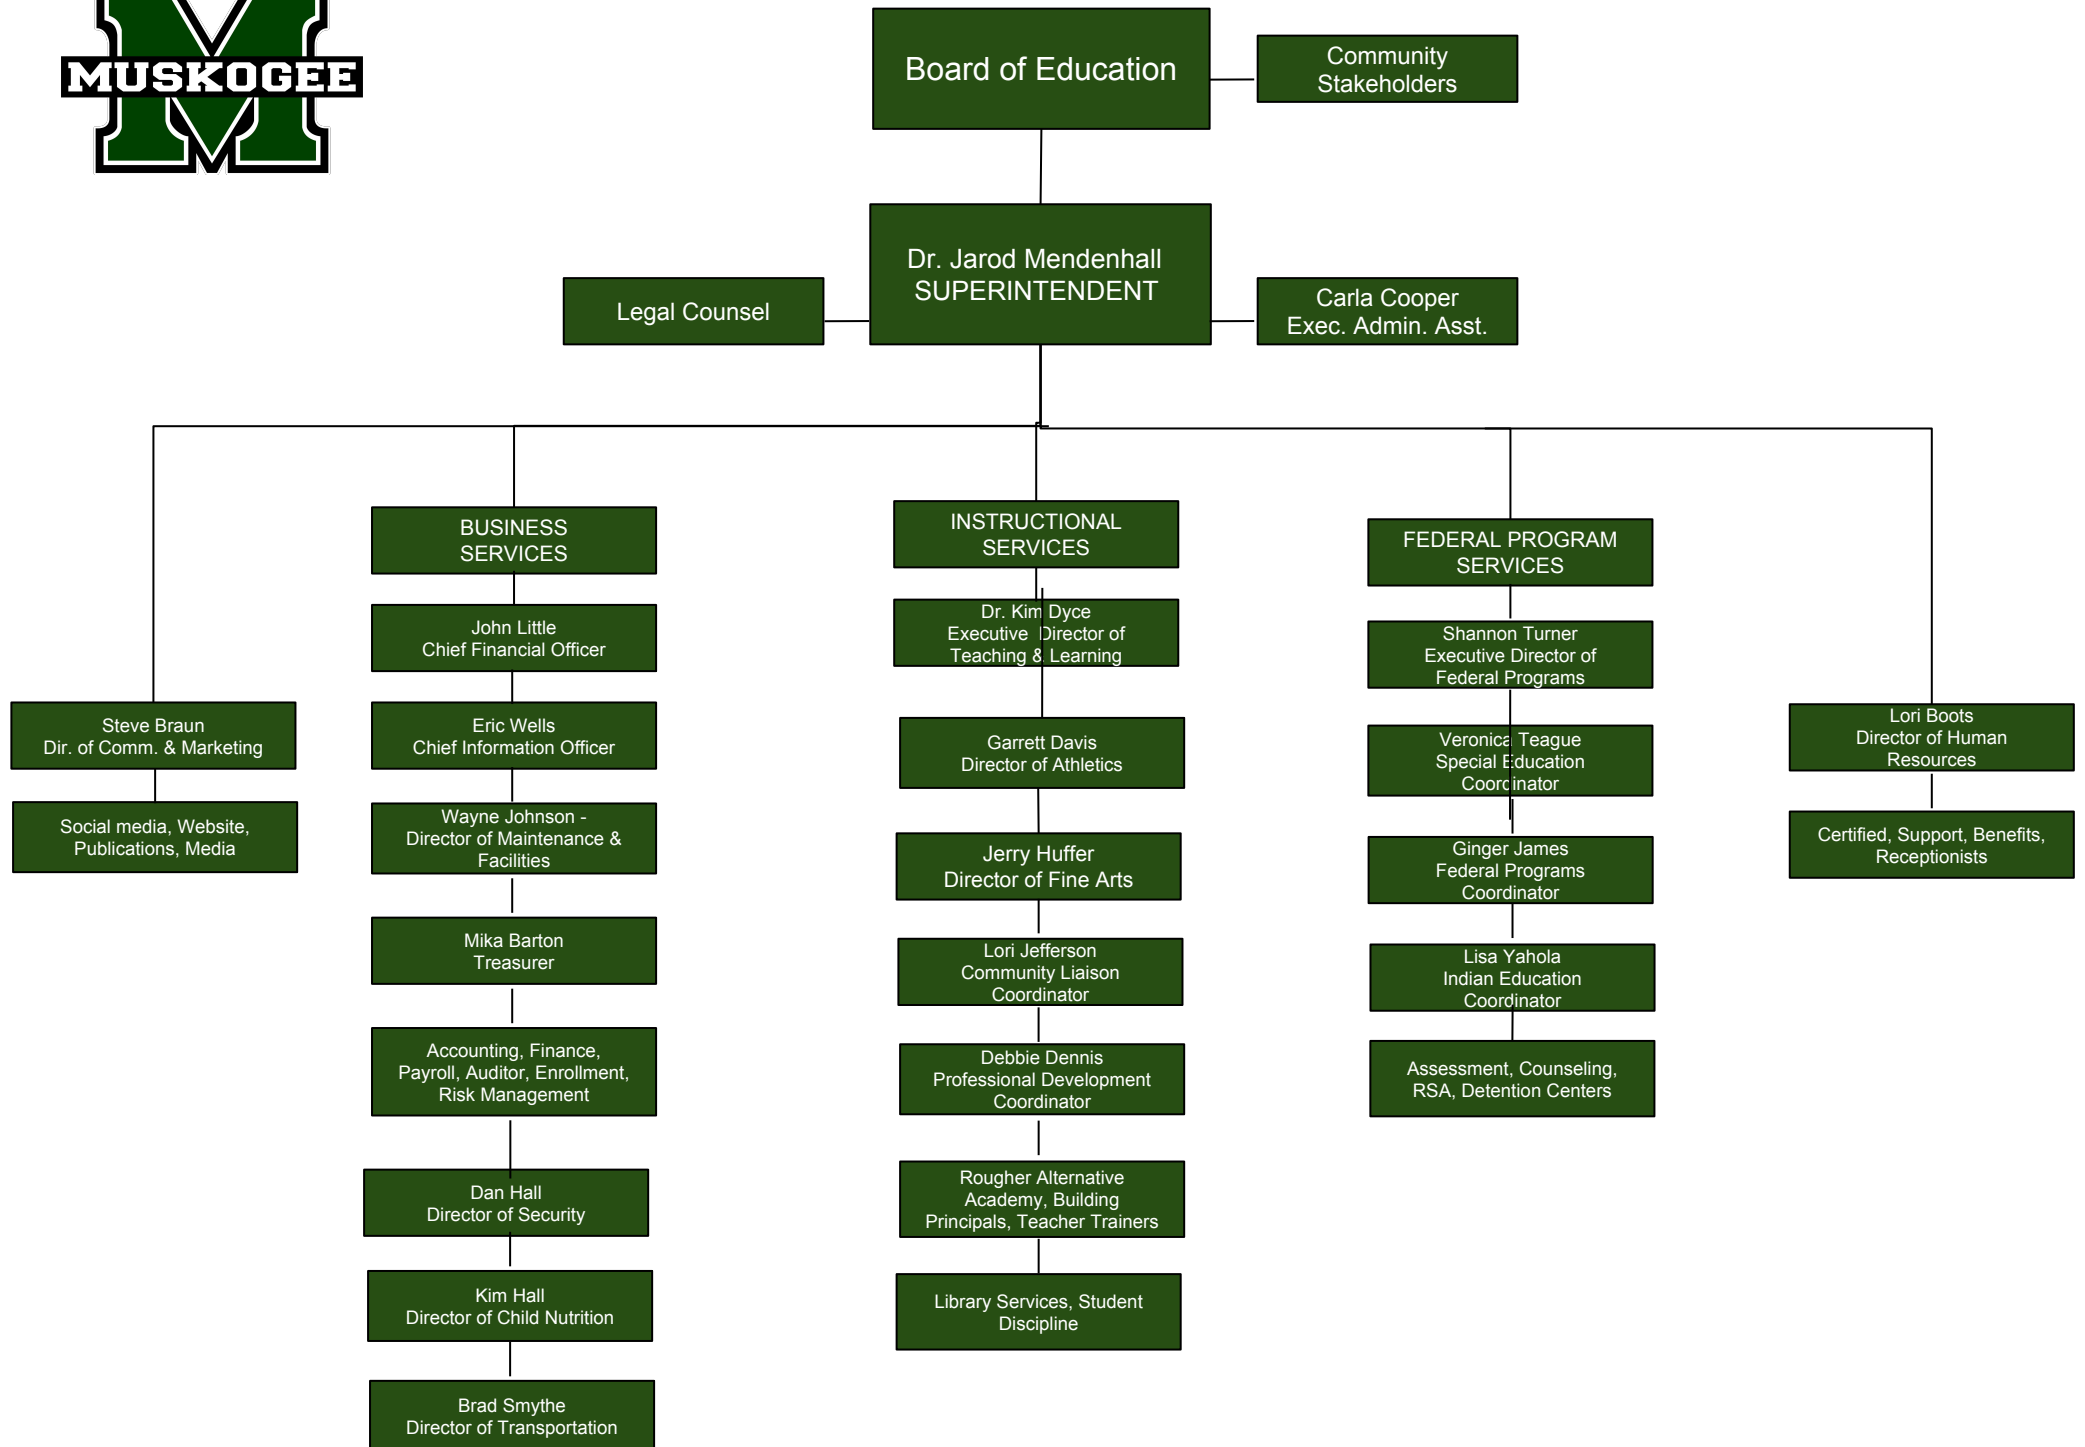 MUSKOGEE
Board of Education
Community
Stakeholders
Dr. Jarod Mendenhall
SUPERINTENDENT
Legal Counsel
Carla Cooper
Exec. Admin. Asst.
Steve Braun
Dir. of Comm. & Marketing
Social media, Website,
Publications, Media
BUSINESS
SERVICES
John Little
Chief Financial Officer
Eric Wells
Chief Information Officer
Wayne Johnson -
Director of Maintenance &
Facilities
Mika Barton
Treasurer
Accounting, Finance,
Payroll, Auditor, Enrollment,
Risk Management
Dan Hall
Director of Security
Kim Hall
Director of Child Nutrition
Brad Smythe
Director of Transportation
INSTRUCTIONAL
SERVICES
Dr. Kim Dyce
Executive  Director of
Teaching & Learning
Garrett Davis
Director of Athletics
Jerry Huffer
Director of Fine Arts
Lori Jefferson
Community Liaison
Coordinator
Debbie Dennis
Professional Development
Coordinator
Rougher Alternative
Academy, Building
Principals, Teacher Trainers
Library Services, Student
Discipline
FEDERAL PROGRAM
SERVICES
Shannon Turner
Executive Director of
Federal Programs
Veronica Teague
Special Education
Coordinator
Ginger James
Federal Programs
Coordinator
Lisa Yahola
Indian Education
Coordinator
Assessment, Counseling,
RSA, Detention Centers
Lori Boots
Director of Human
Resources
Certified, Support, Benefits,
Receptionists